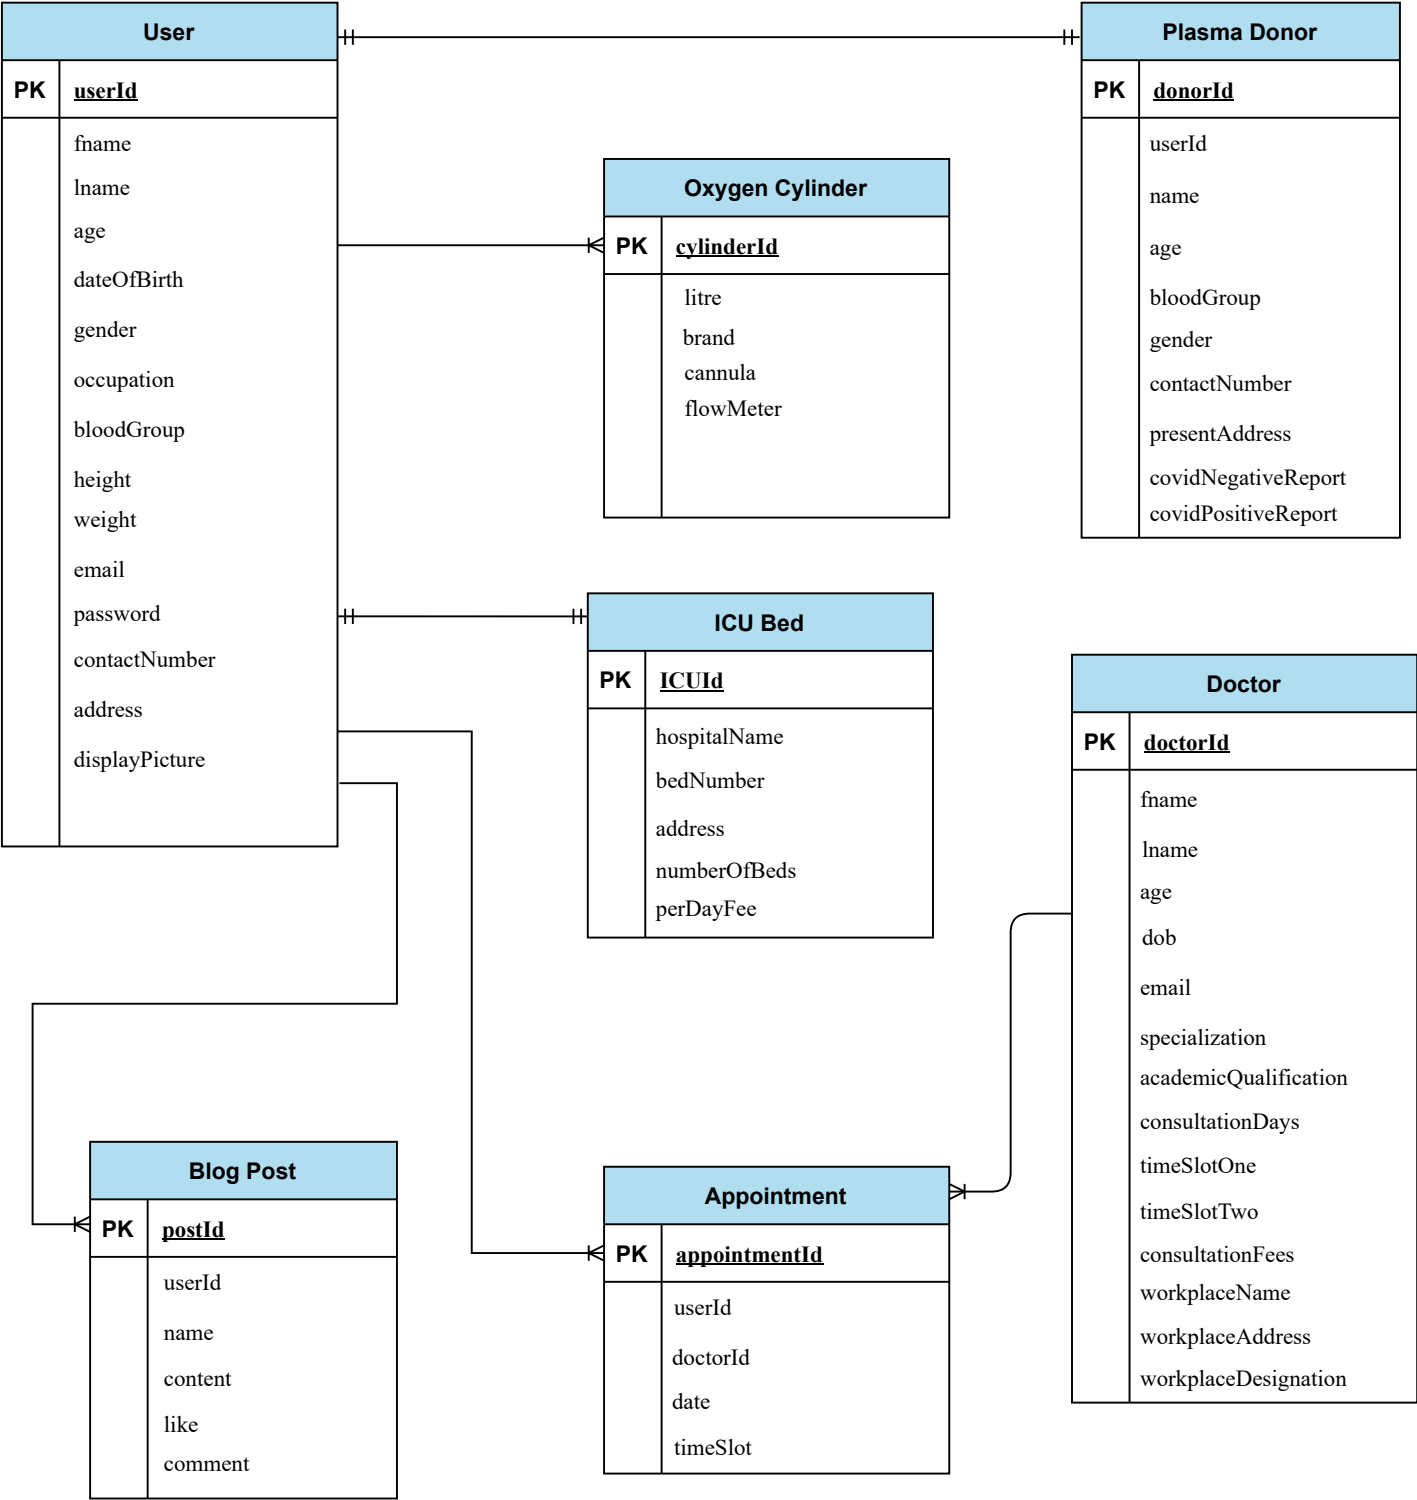 User
PK userId
fname
lname
age
dateOfBirth
gender
occupation
bloodGroup
height
weight
email
password
contactNumber
address
displayPicture
Plasma Donor
PK donorId
userId
name
age
bloodGroup
gender
contactNumber
presentAddress
covidNegativeReport
covidPositiveReport
Oxygen Cylinder
PK cylinderId
litre
brand
cannula
flowMeter
ICU Bed
PK ICUId
hospitalName
bedNumber
address
numberOfBeds
perDayFee
Doctor
PK doctorId
fname
lname
age
dob
email
specialization
academicQualification
consultationDays
timeSlotOne
timeSlotTwo
consultationFees
workplaceName
workplaceAddress
workplaceDesignation
Blog Post
PK postId
userId
name
content
like
comment
Appointment
PK appointmentId
userId
doctorId
date
timeSlot